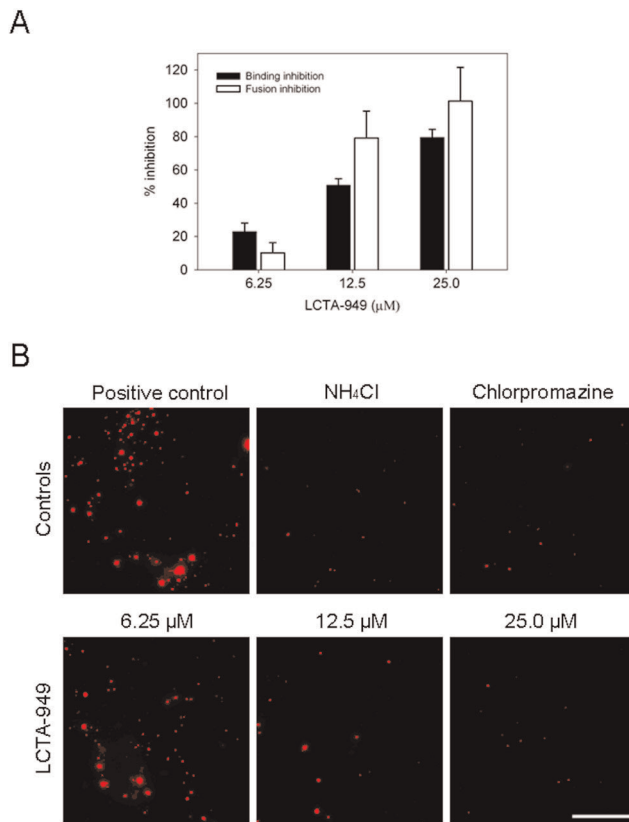 A
120
100
80
60
40
20
0
% inhibition
Binding inhibition
Fusion inhibition
6.25 12.5 25.0
LCTA-949 (µM)
B
Positive control NH₄Cl Chlorpromazine
Controls
6.25 µM 12.5 µM 25.0 µM
LCTA-949